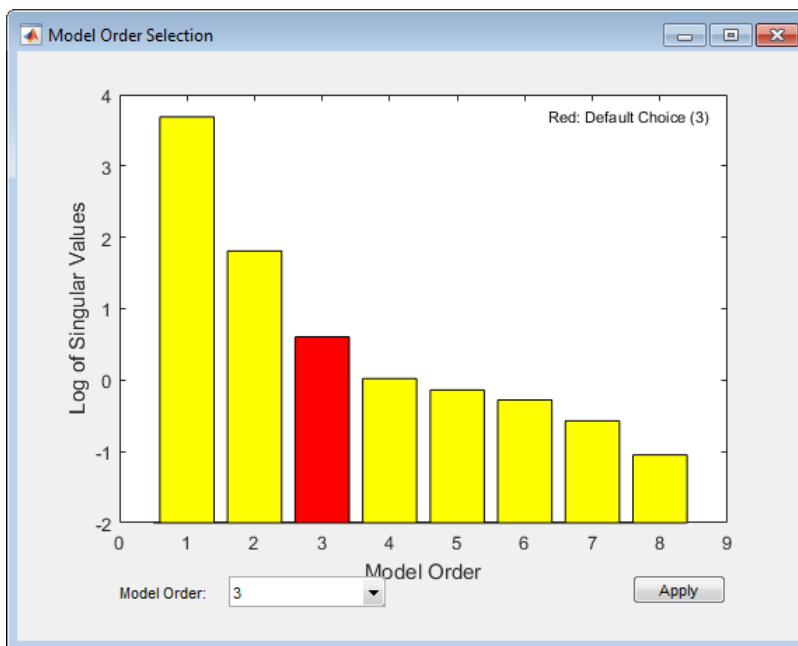 Model Order Selection
Red: Default Choice (3)
Log of Singular Values
4
3
2
1
0
-1
-2
0 1 2 3 4 5 6 7 8 9
Model Order
Model Order: 3 Apply